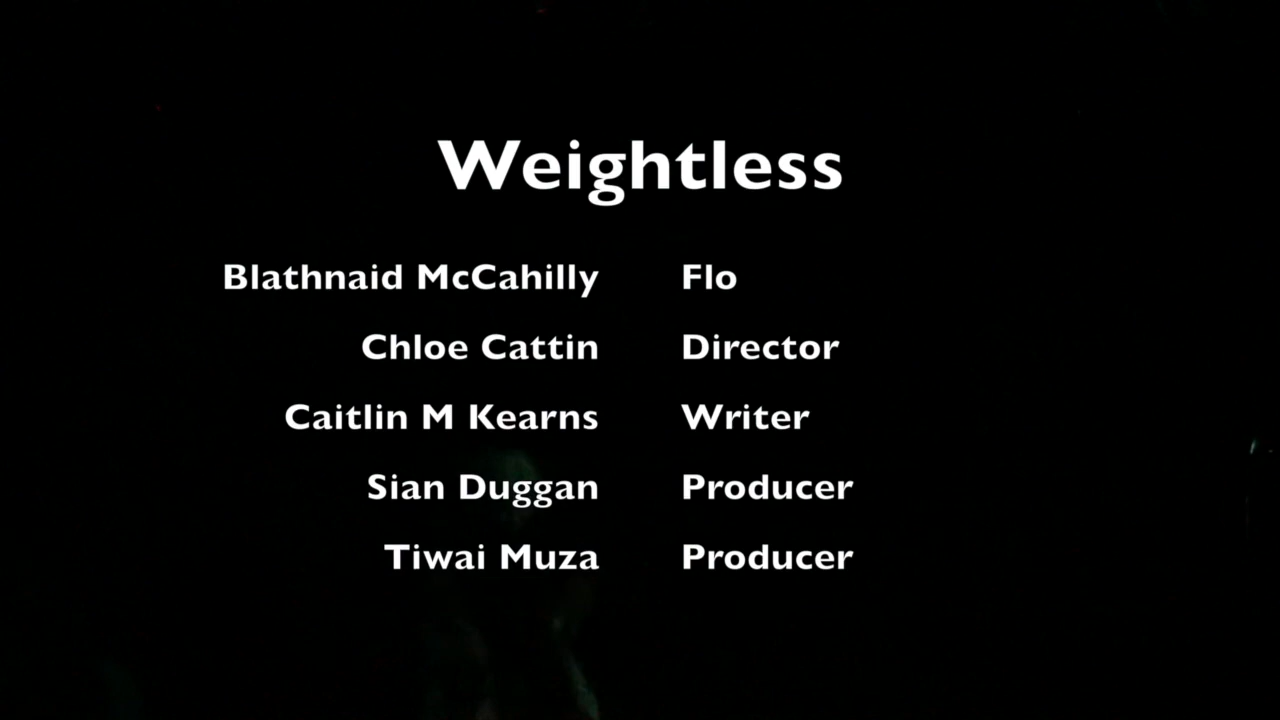 Weightless
Blathnaid McCahilly Flo
Chloe Cattin Director
Caitlin M Kearns Writer
Sian Duggan Producer
Tiwai Muza Producer